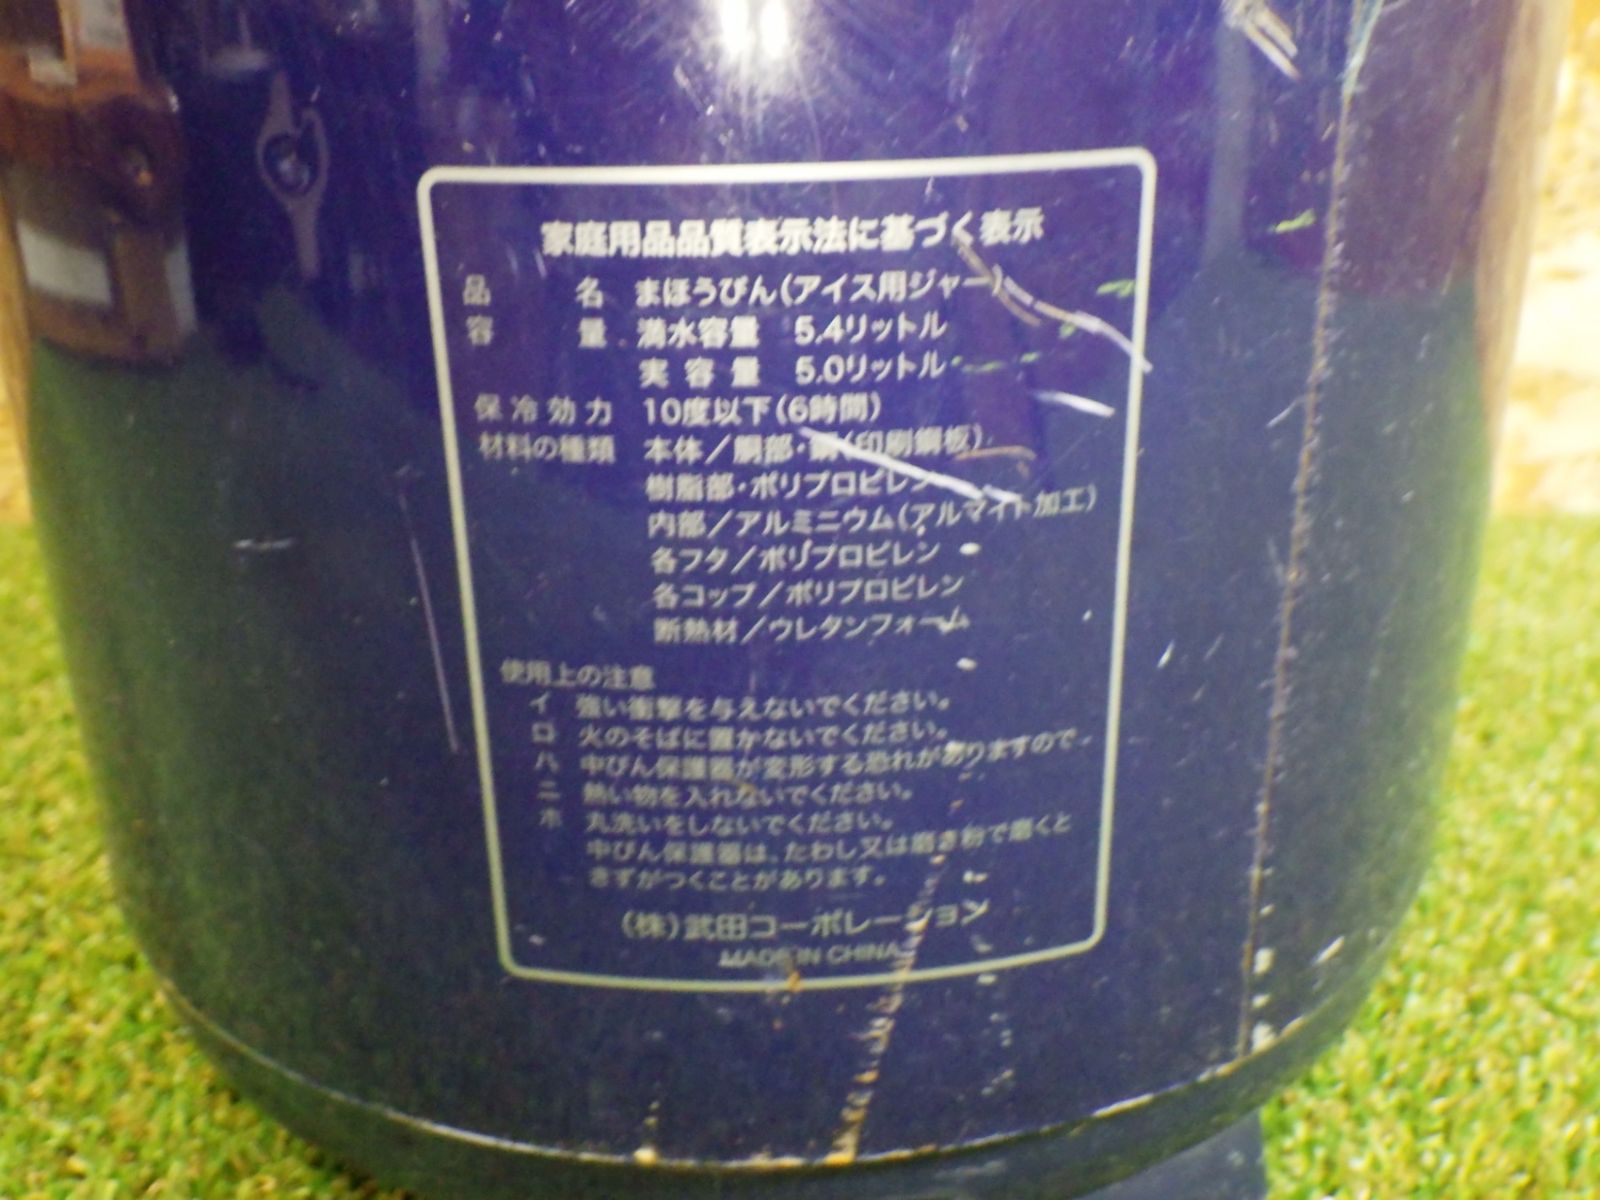 家庭用品品質表示法に基づく表示
品名 まほうびん(アイス用ジャー)
容量 満水容量 5.4リットル
実容量 5.0リットル
保冷効力 10度以下(6時間)
材料の種類 本体/胴部・鋼(印刷鋼板)
樹脂部・ポリプロピレン
内部/アルミニウム(アルマイト加工)
各フタ/ポリプロピレン
各コップ/ポリプロピレン
断熱材/ウレタンフォーム
使用上の注意
イ 強い衝撃を与えないでください。
ロ 火のそばに置かないでください。
ハ 中びん保護器が変形する恐れがありますので
ニ 熱い物を入れないでください。
ホ 丸洗いをしないでください。
中びん保護器は、たわし又は磨き粉で磨くと
きずがつくことがあります。
(株)武田コーポレーション
MADE IN CHINA